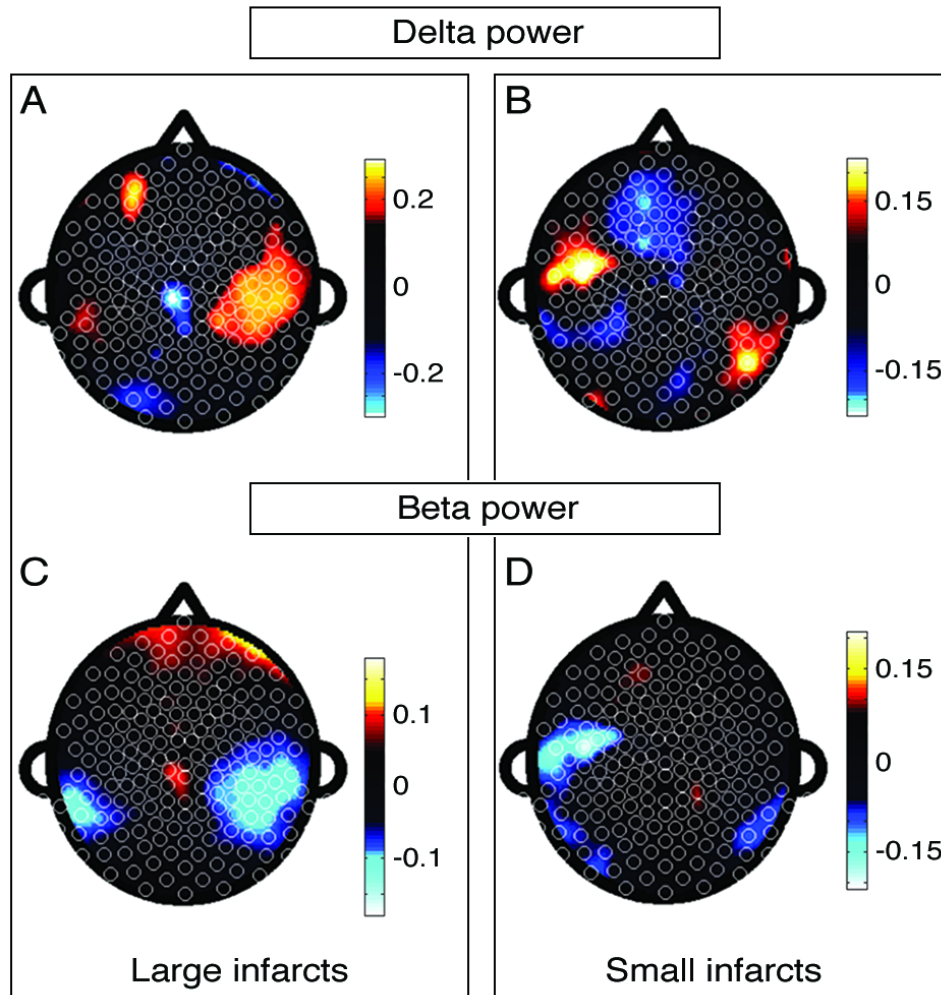 Delta power
A
0.2
0
-0.2
B
0.15
0
-0.15
Beta power
C
0.1
0
-0.1
D
0.15
0
-0.15
Large infarcts
Small infarcts